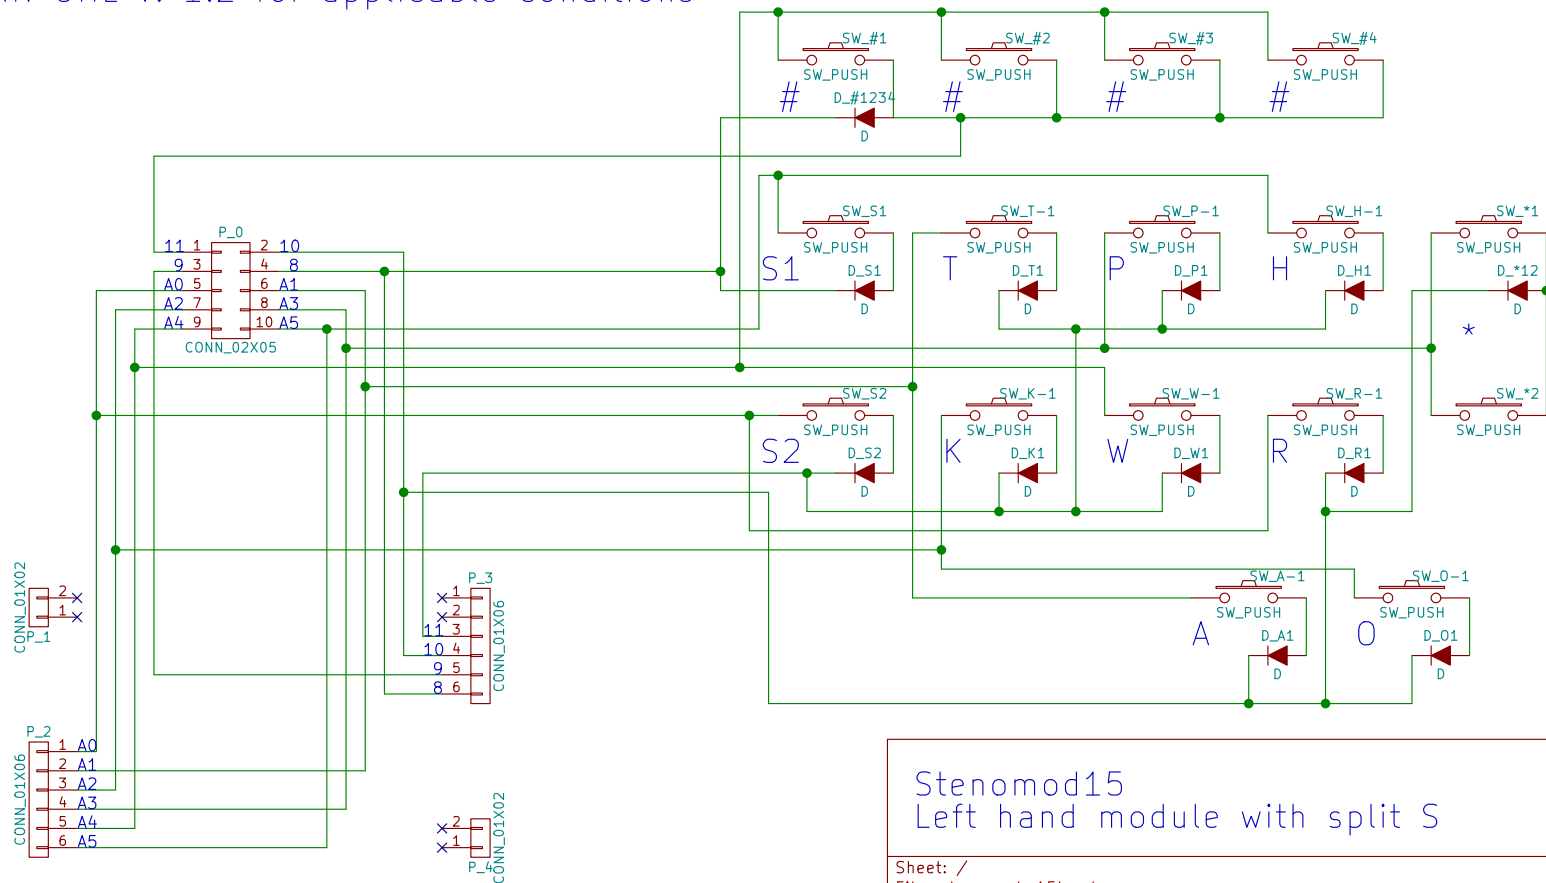 for applicable conditions
SW_#1 SW_#2 SW_#3 SW_#4
SW_PUSH SW_PUSH SW_PUSH SW_PUSH
# # # #
D_#1234
D
SW_S1 SW_T-1 SW_P-1 SW_H-1 SW_*1
SW_PUSH SW_PUSH SW_PUSH SW_PUSH SW_PUSH
S1 T P H
D_S1 D_T1 D_P1 D_H1 D_*12
D D D D D
*
P_0
11 1 2 10
9 3 4 8
A0 5 6 A1
A2 7 8 A3
A4 9 10 A5
CONN_02X05
SW_S2 SW_K-1 SW_W-1 SW_R-1 SW_*2
SW_PUSH SW_PUSH SW_PUSH SW_PUSH SW_PUSH
S2 K W R
D_S2 D_K1 D_W1 D_R1
D D D D
SW_A-1 SW_O-1
SW_PUSH SW_PUSH
A O
D_A1 D_O1
D D
CONN_01X02
2
1
P_1
P_3
1
2
11 3
10 4
9 5
8 6
CONN_01X06
P_2
1 A0
2 A1
3 A2
4 A3
5 A4
6 A5
CONN_01X06
2
1
P_4
CONN_01X02
Stenomod15
Left hand module with split S
Sheet: /